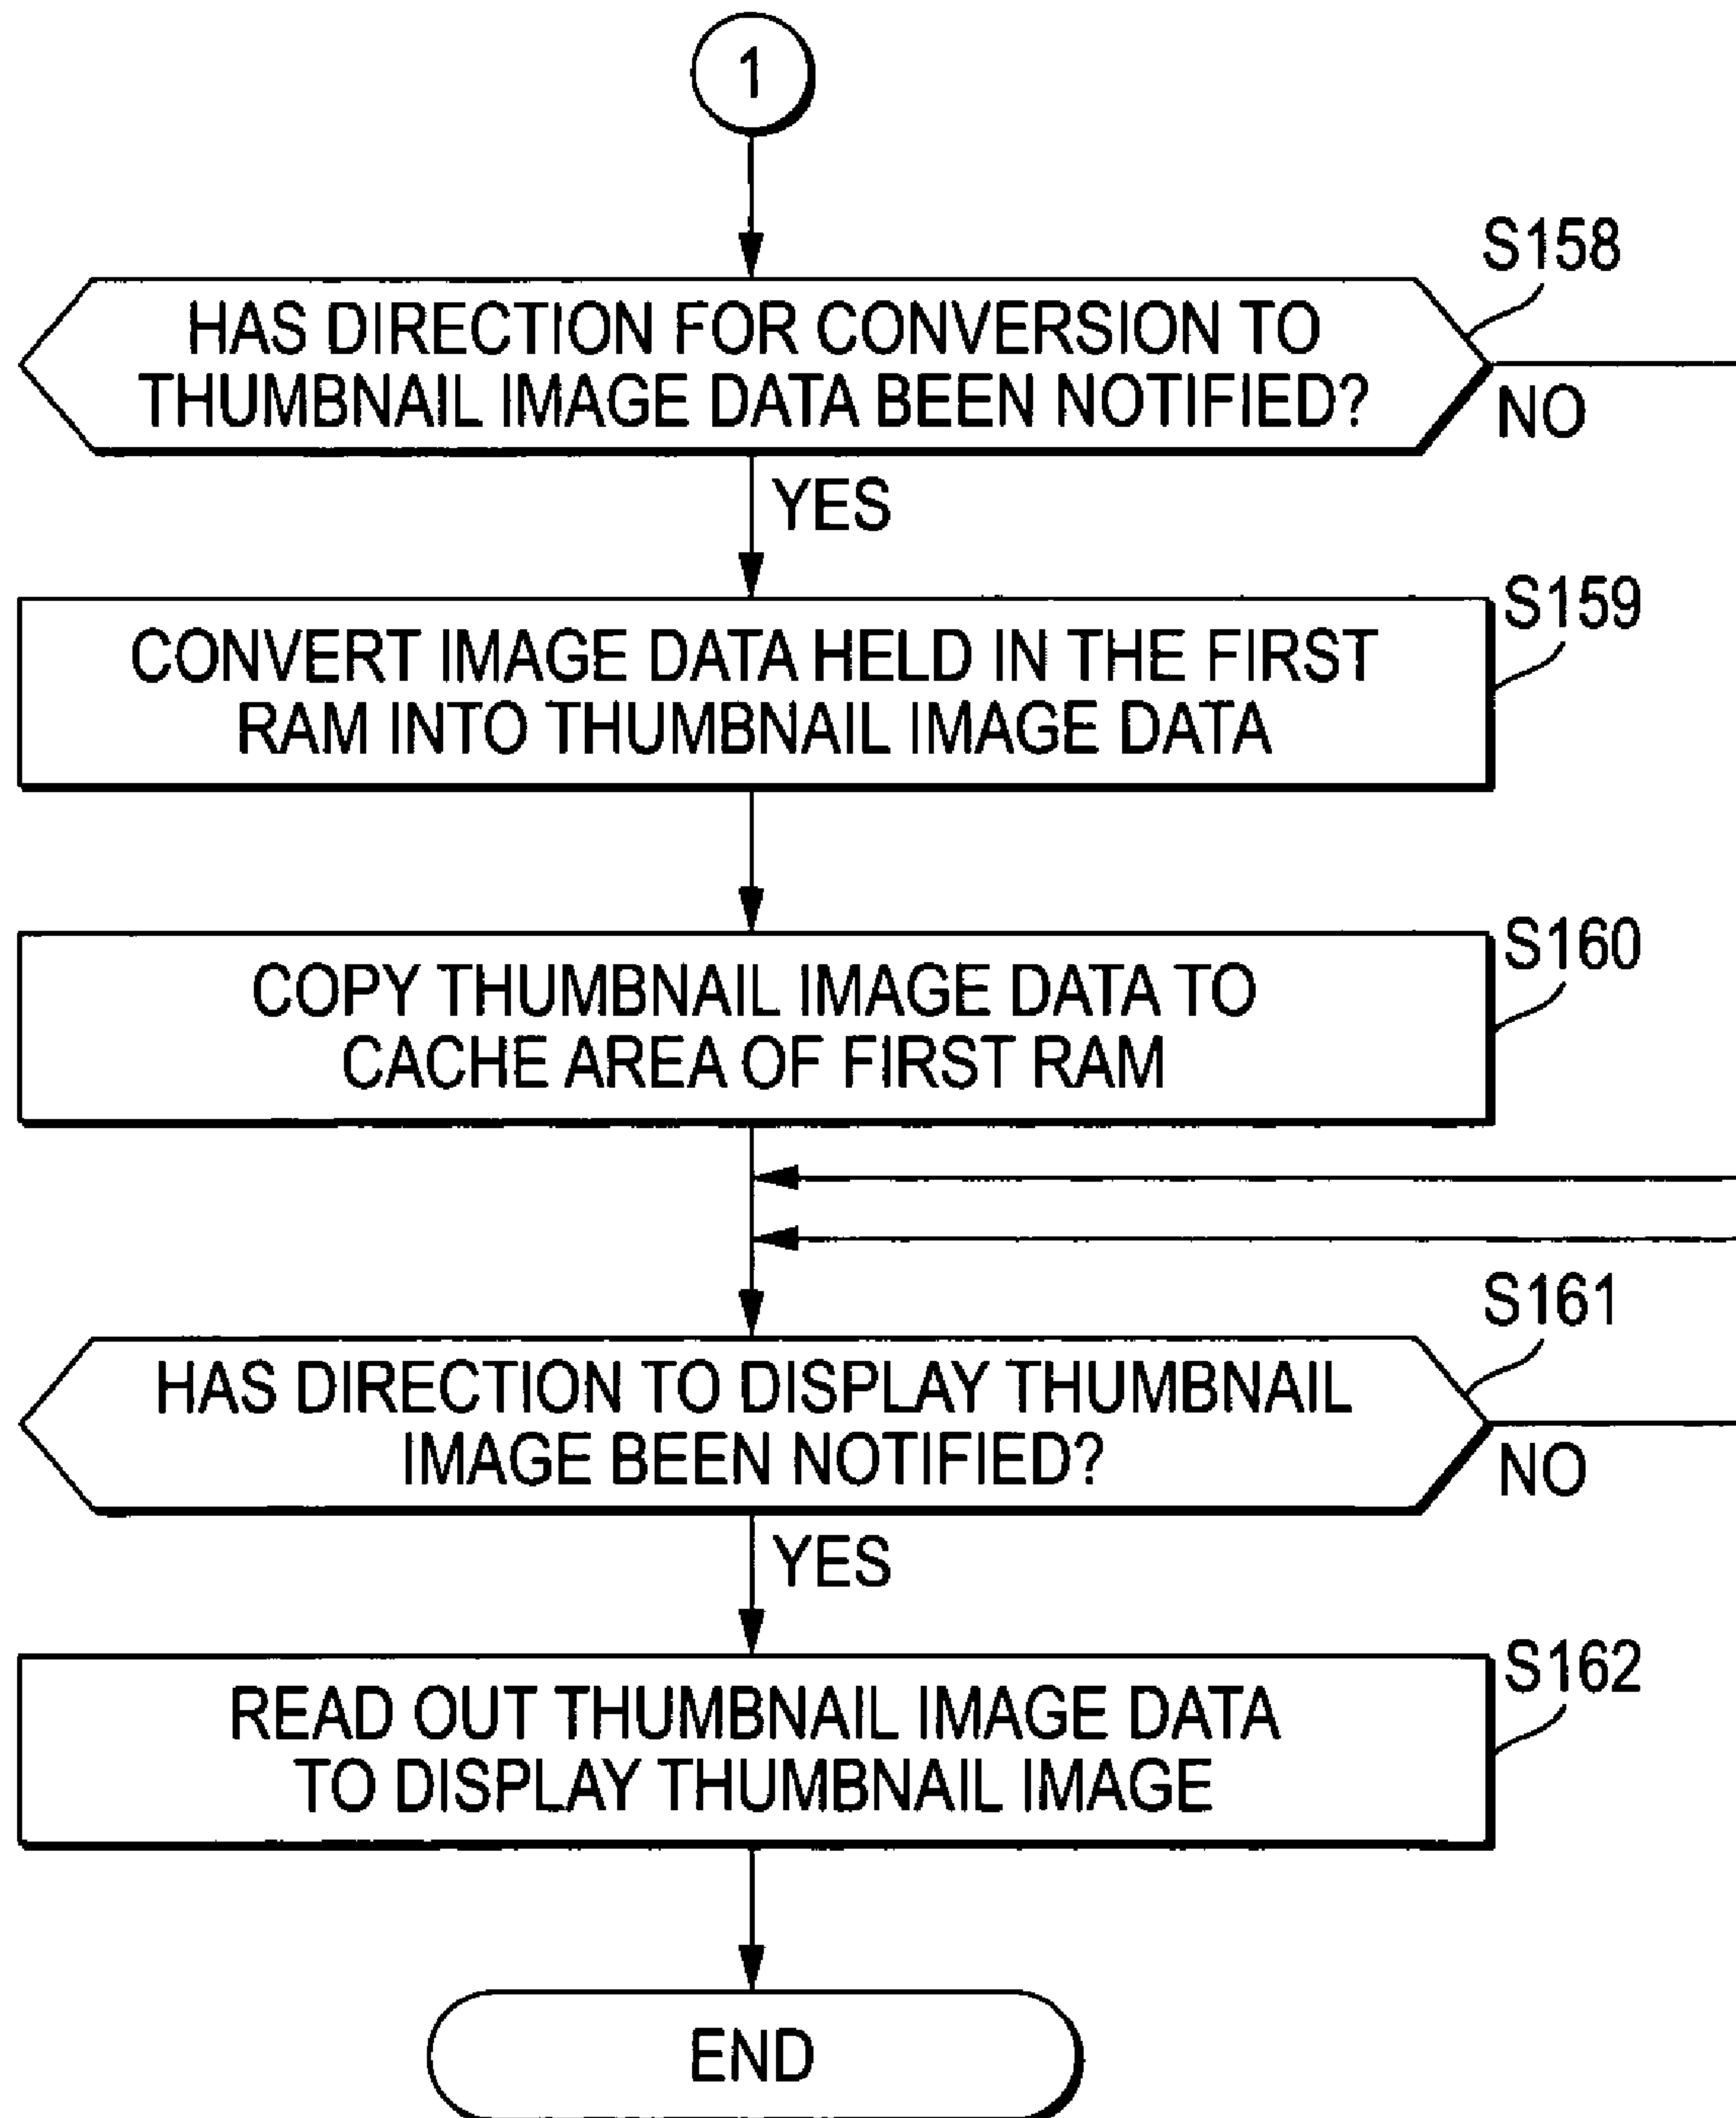 1
S158
HAS DIRECTION FOR CONVERSION TO
THUMBNAIL IMAGE DATA BEEN NOTIFIED?
NO
YES
S159
CONVERT IMAGE DATA HELD IN THE FIRST
RAM INTO THUMBNAIL IMAGE DATA
S160
COPY THUMBNAIL IMAGE DATA TO
CACHE AREA OF FIRST RAM
S161
HAS DIRECTION TO DISPLAY THUMBNAIL
IMAGE BEEN NOTIFIED?
NO
YES
S162
READ OUT THUMBNAIL IMAGE DATA
TO DISPLAY THUMBNAIL IMAGE
END